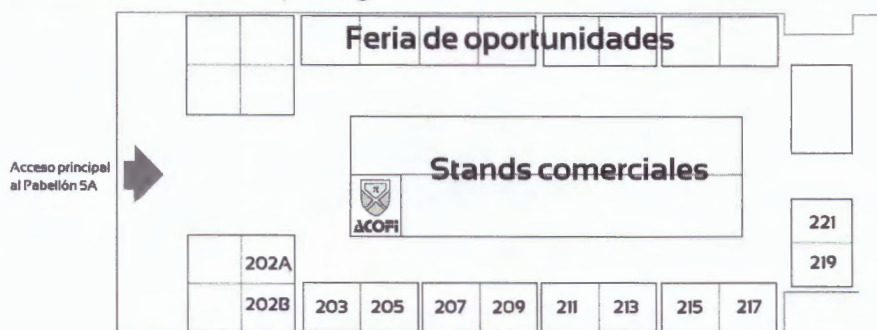 Feria de oportunidades
Stands comerciales
Acceso principal
al Pabellón 5A
π
ACOFI
221
202A
219
202B
203
205
207
209
211
213
215
217